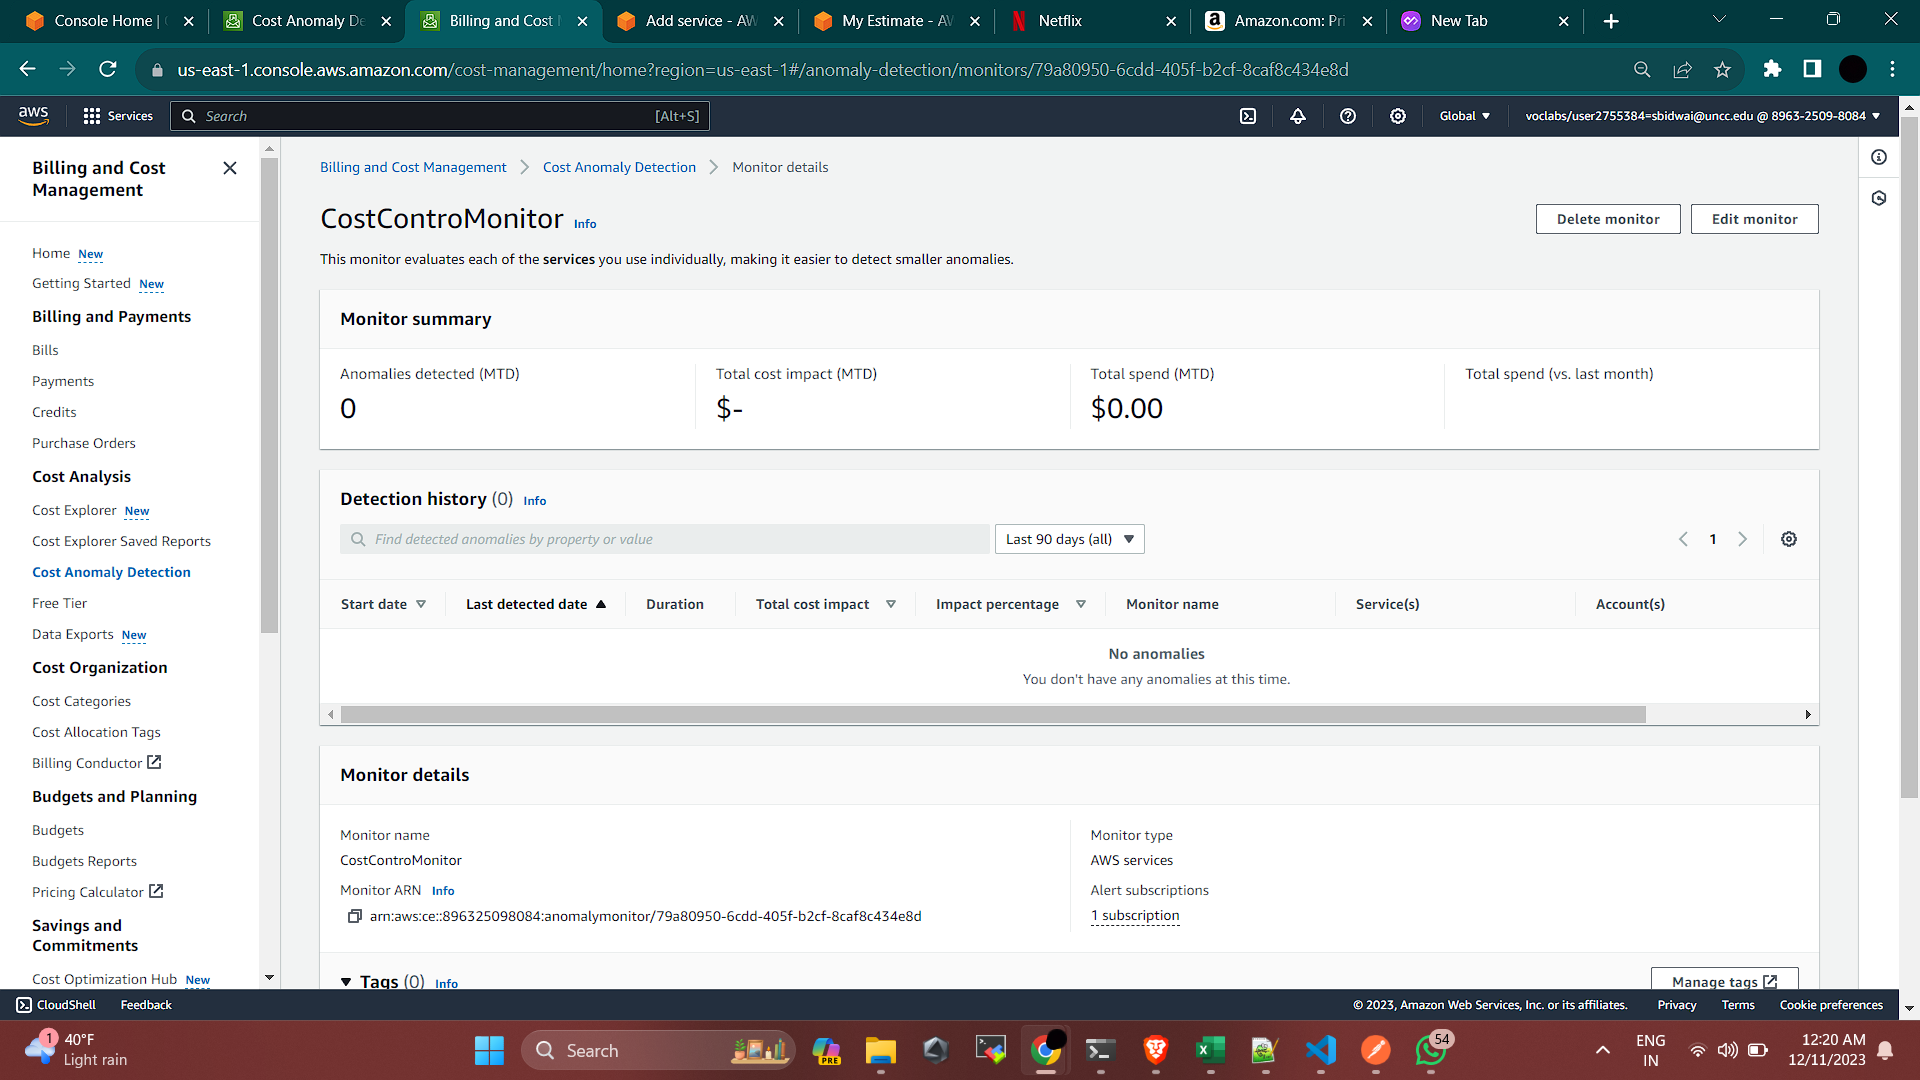 Console Home |
Cost Anomaly De
Billing and Cost
Add service - AW
My Estimate - AW
Netflix
Amazon.com: Pri
New Tab
us-east-1.console.aws.amazon.com/cost-management/home?region=us-east-1#/anomaly-detection/monitors/79a80950-6cdd-405f-b2cf-8caf8c434e8d
aws
Services
Search
[Alt+S]
Global
voclabs/user2755384=sbidwai@uncc.edu @ 8963-2509-8084
Billing and Cost
Management
Home New
Getting Started New
Billing and Payments
Bills
Payments
Credits
Purchase Orders
Cost Analysis
Cost Explorer New
Cost Explorer Saved Reports
Cost Anomaly Detection
Free Tier
Data Exports New
Cost Organization
Cost Categories
Cost Allocation Tags
Billing Conductor
Budgets and Planning
Budgets
Budgets Reports
Pricing Calculator
Savings and
Commitments
Cost Optimization Hub New
Billing and Cost Management
Cost Anomaly Detection
Monitor details
CostControMonitor Info
Delete monitor
Edit monitor
This monitor evaluates each of the services you use individually, making it easier to detect smaller anomalies.
Monitor summary
Anomalies detected (MTD)
0
Total cost impact (MTD)
$-
Total spend (MTD)
$0.00
Total spend (vs. last month)
Detection history (0) Info
Find detected anomalies by property or value
Last 90 days (all)
1
Start date
Last detected date
Duration
Total cost impact
Impact percentage
Monitor name
Service(s)
Account(s)
No anomalies
You don't have any anomalies at this time.
Monitor details
Monitor name
CostControMonitor
Monitor ARN Info
arn:aws:ce::896325098084:anomalymonitor/79a80950-6cdd-405f-b2cf-8caf8c434e8d
Monitor type
AWS services
Alert subscriptions
1 subscription
Tags (0) Info
Manage tags
CloudShell
Feedback
© 2023, Amazon Web Services, Inc. or its affiliates.
Privacy
Terms
Cookie preferences
1
40°F
Light rain
Search
PRE
54
ENG
IN
12:20 AM
12/11/2023